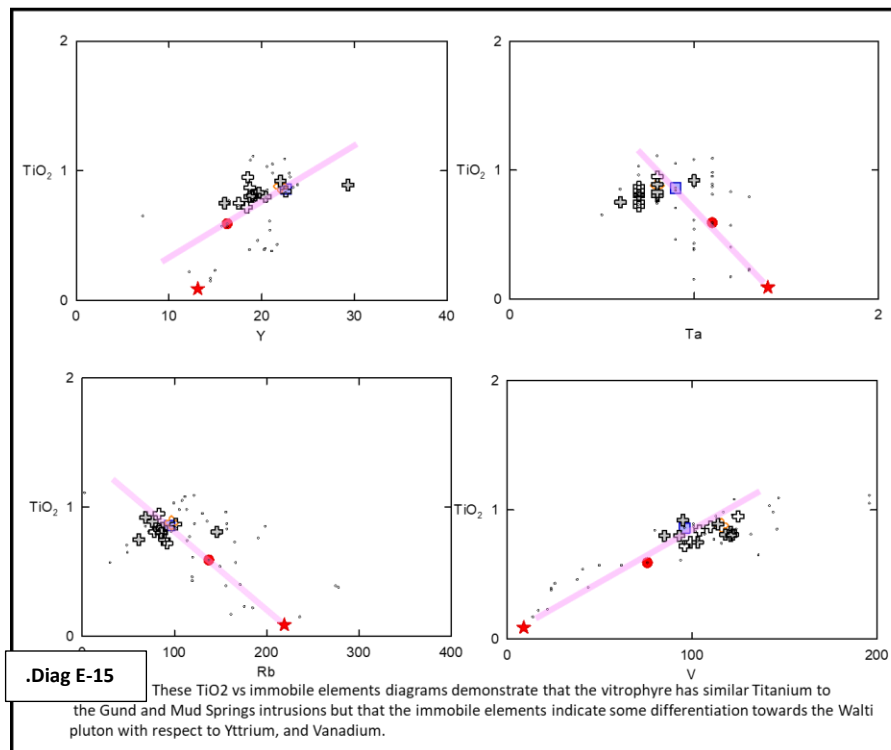 2
TiO2
1
0
0
10
20
30
40
Y
2
TiO2
1
0
0
2
Ta
2
TiO2
1
0
100
200
300
400
Rb
2
TiO2
1
0
0
100
200
V
.Diag E-15
These TiO2 vs immobile elements diagrams demonstrate that the vitrophyre has similar Titanium to
the Gund and Mud Springs intrusions but that the immobile elements indicate some differentiation towards the Walti
pluton with respect to Yttrium, and Vanadium.